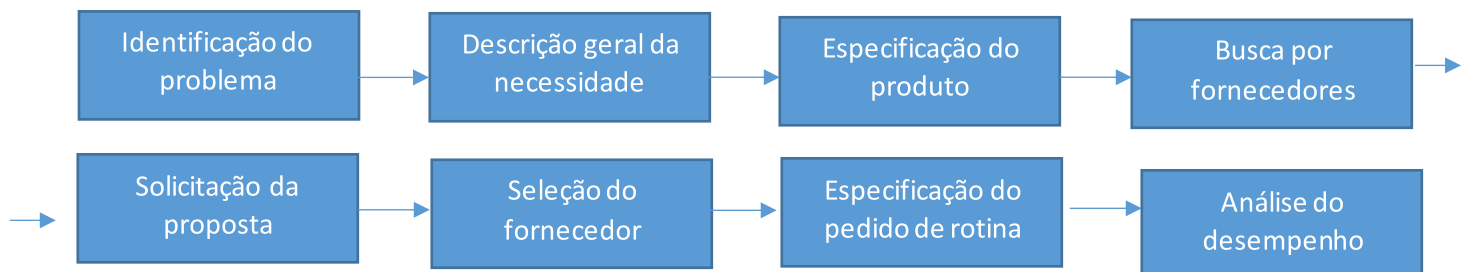 Identificação do
problema
Descrição geral da
necessidade
Especificação do
produto
Busca por
fornecedores
Solicitação da
proposta
Seleção do
fornecedor
Especificação do
pedido de rotina
Análise do
desempenho